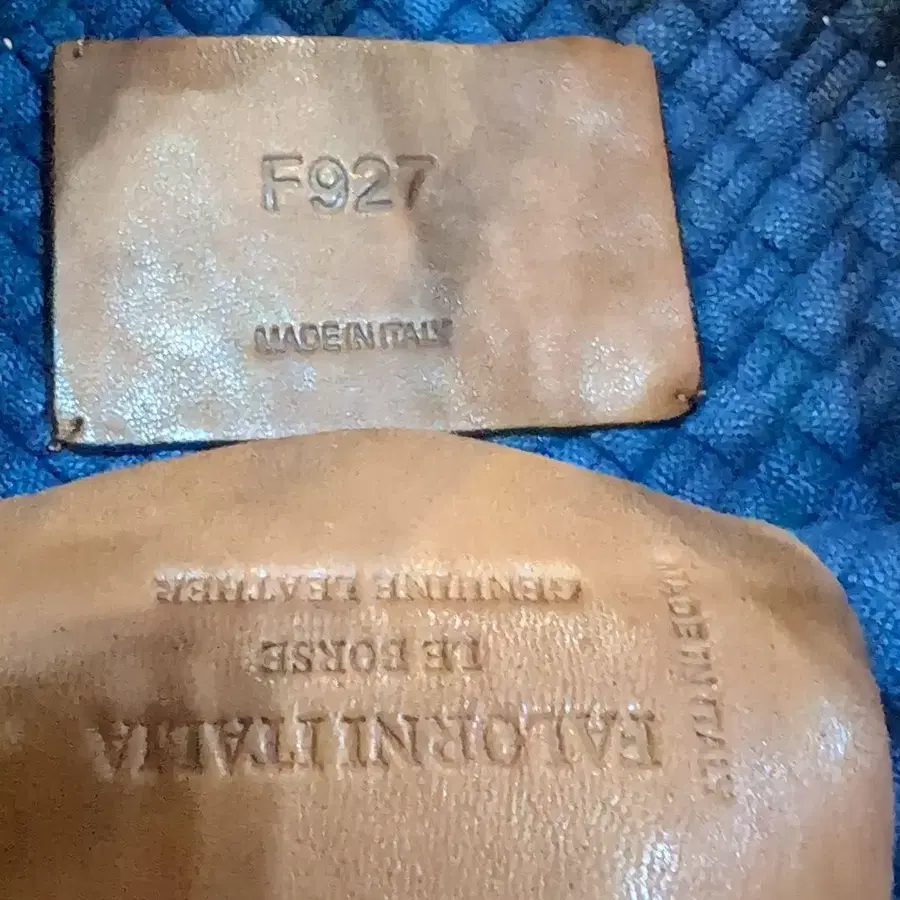 F927
MADE IN ITALY
FALORNI ITALIA
LE BORSE
GENUINE LEATHER
MADE IN ITALY